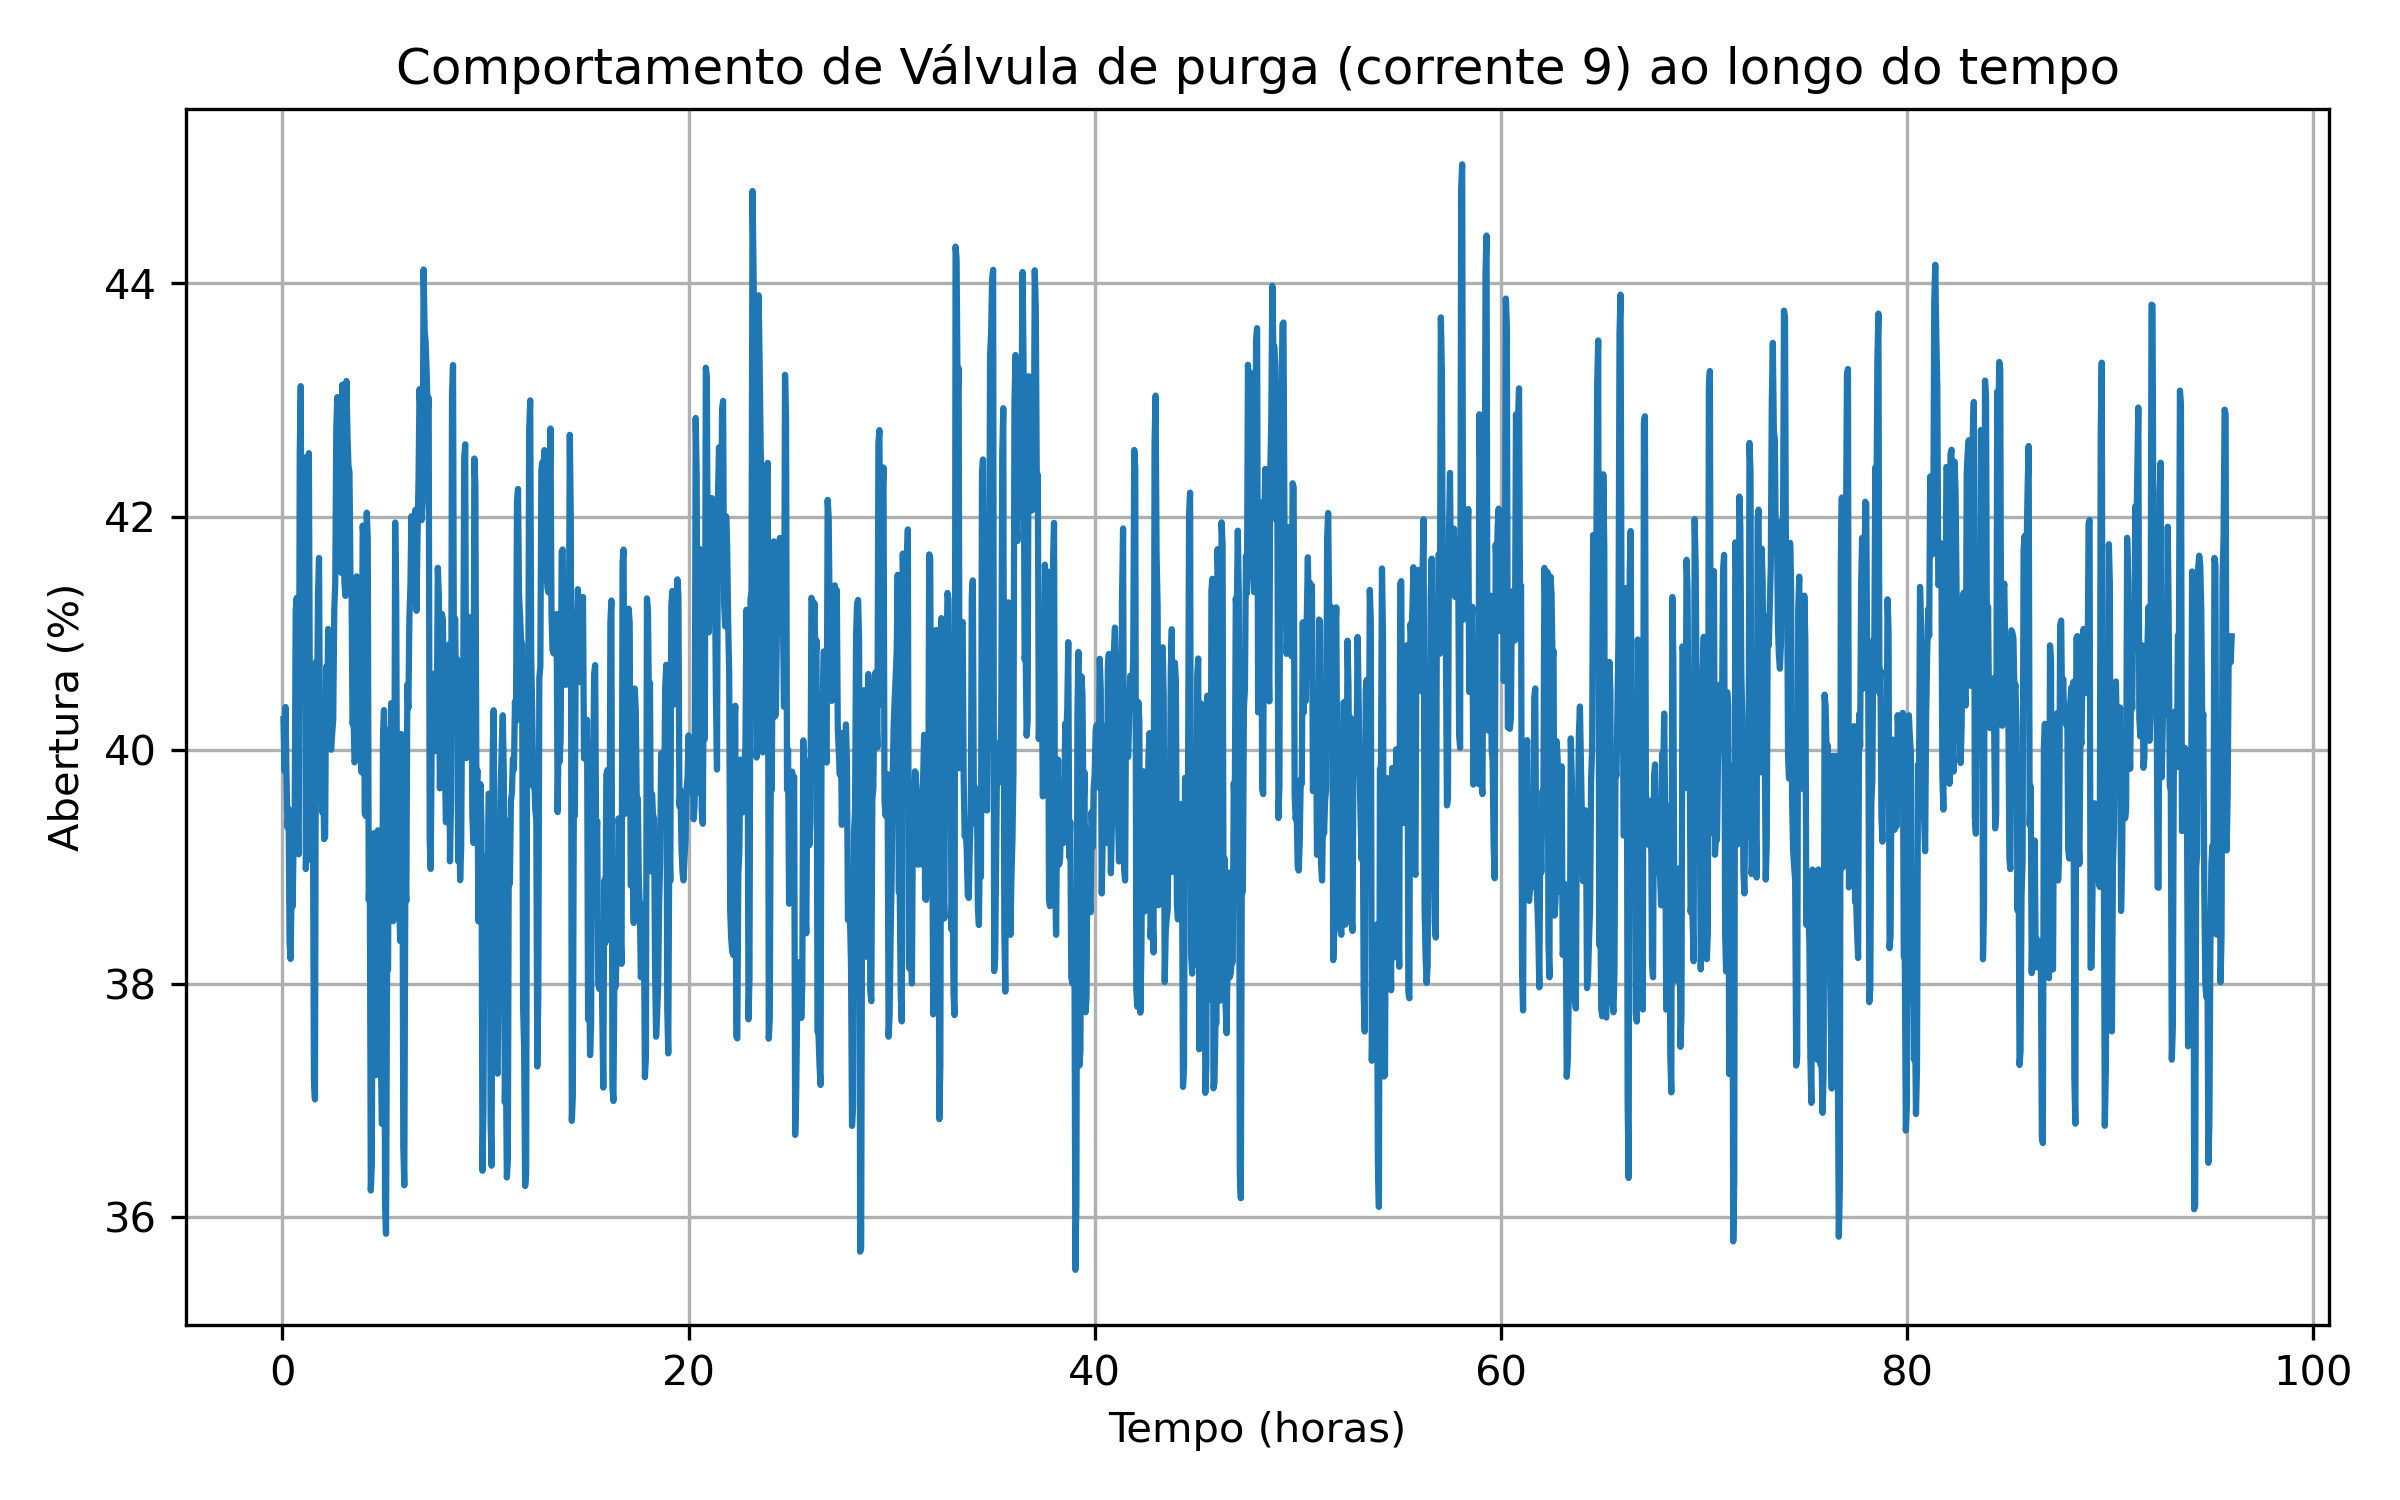 Comportamento de Válvula de purga (corrente 9) ao longo do tempo
Abertura (%)
44
42
40
38
36
0 20 40 60 80 100
Tempo (horas)